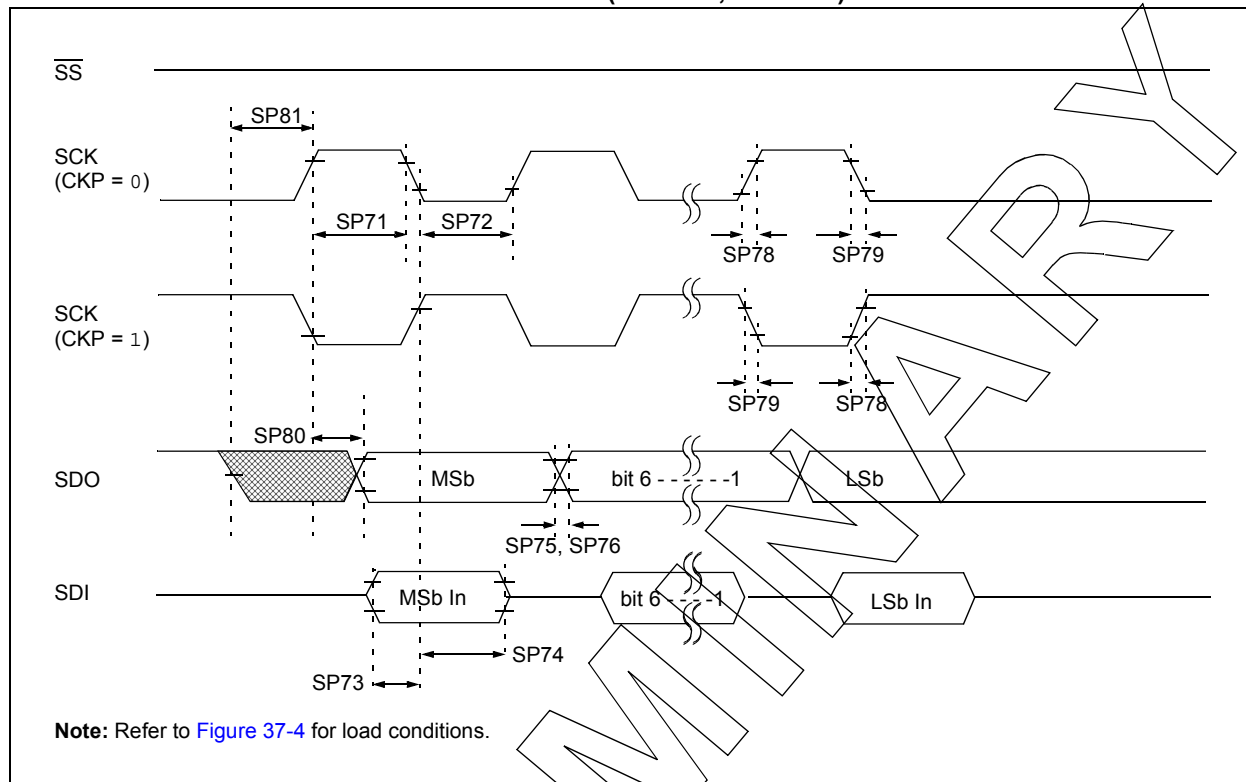 SS
SP81
SCK
(CKP = 0)
SP71
SP72
SP78
SP79
SCK
(CKP = 1)
SP79
SP78
SP80
SDO
MSb
bit 6 - - - - - -1
LSb
SP75, SP76
SDI
MSb In
bit 6 - - - -1
LSb In
SP74
SP73
Note: Refer to Figure 37-4 for load conditions.
MINARY